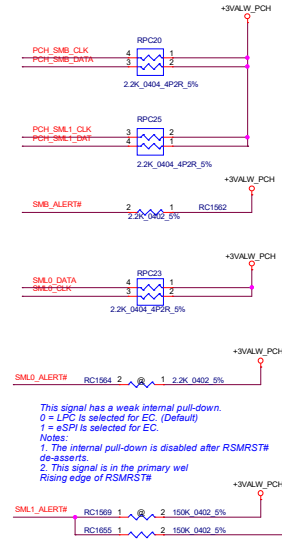 +3VALW_PCH
RPC20
PCH_SMB_CLK 4 1
PCH_SMB_DATA 3 2
2.2K_0404_4P2R_5%
RPC25
PCH_SML1_CLK 3 2
PCH_SML1_DAT 4 1
2.2K_0404_4P2R_5%
+3VALW_PCH
SMB_ALERT# 2 1 RC1562
2.2K_0402_5%
+3VALW_PCH
RPC23
SML0_DATA 4 1
SML0_CLK 3 2
2.2K_0404_4P2R_5%
+3VALW_PCH
SML0_ALERT# RC1564 2 @ 1 2.2K_0402_5%
This signal has a weak internal pull-down.
0 = LPC Is selected for EC. (Default)
1 = eSPI Is selected for EC.
Notes:
1. The internal pull-down is disabled after RSMRST#
de-asserts.
2. This signal is in the primary wel
Rising edge of RSMRST#
+3VALW_PCH
SML1_ALERT# RC1569 1 @ 2 150K_0402_5%
RC1655 1 2 150K_0402_5%